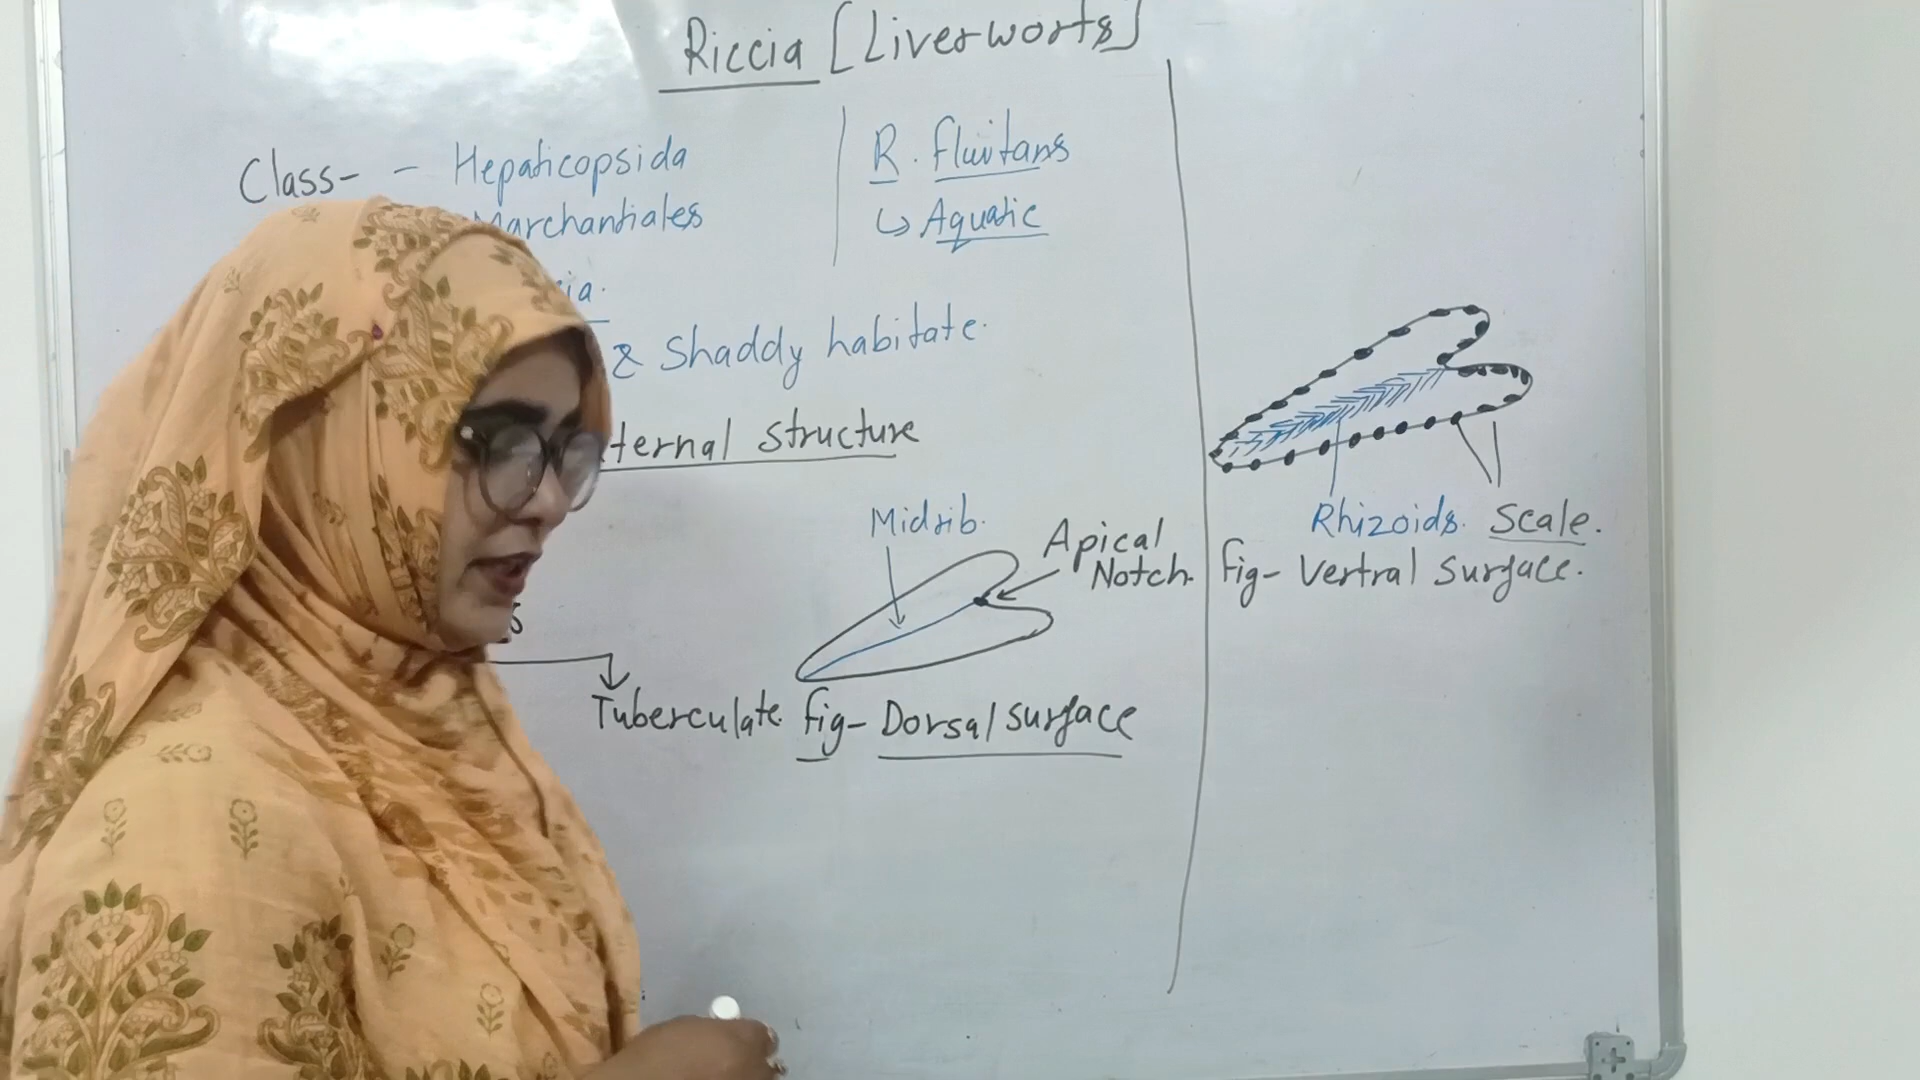 Riccia [Liverworts]
Class- - Hepaticopsida
Marchantiales
R. fluitans
↳ Aquatic
& Shaddy habitate.
ternal structure
Midrib.
Apical
Notch.
Tuberculate.
fig- Dorsal surface
Rhizoids. Scale.
fig- Vertral surface.